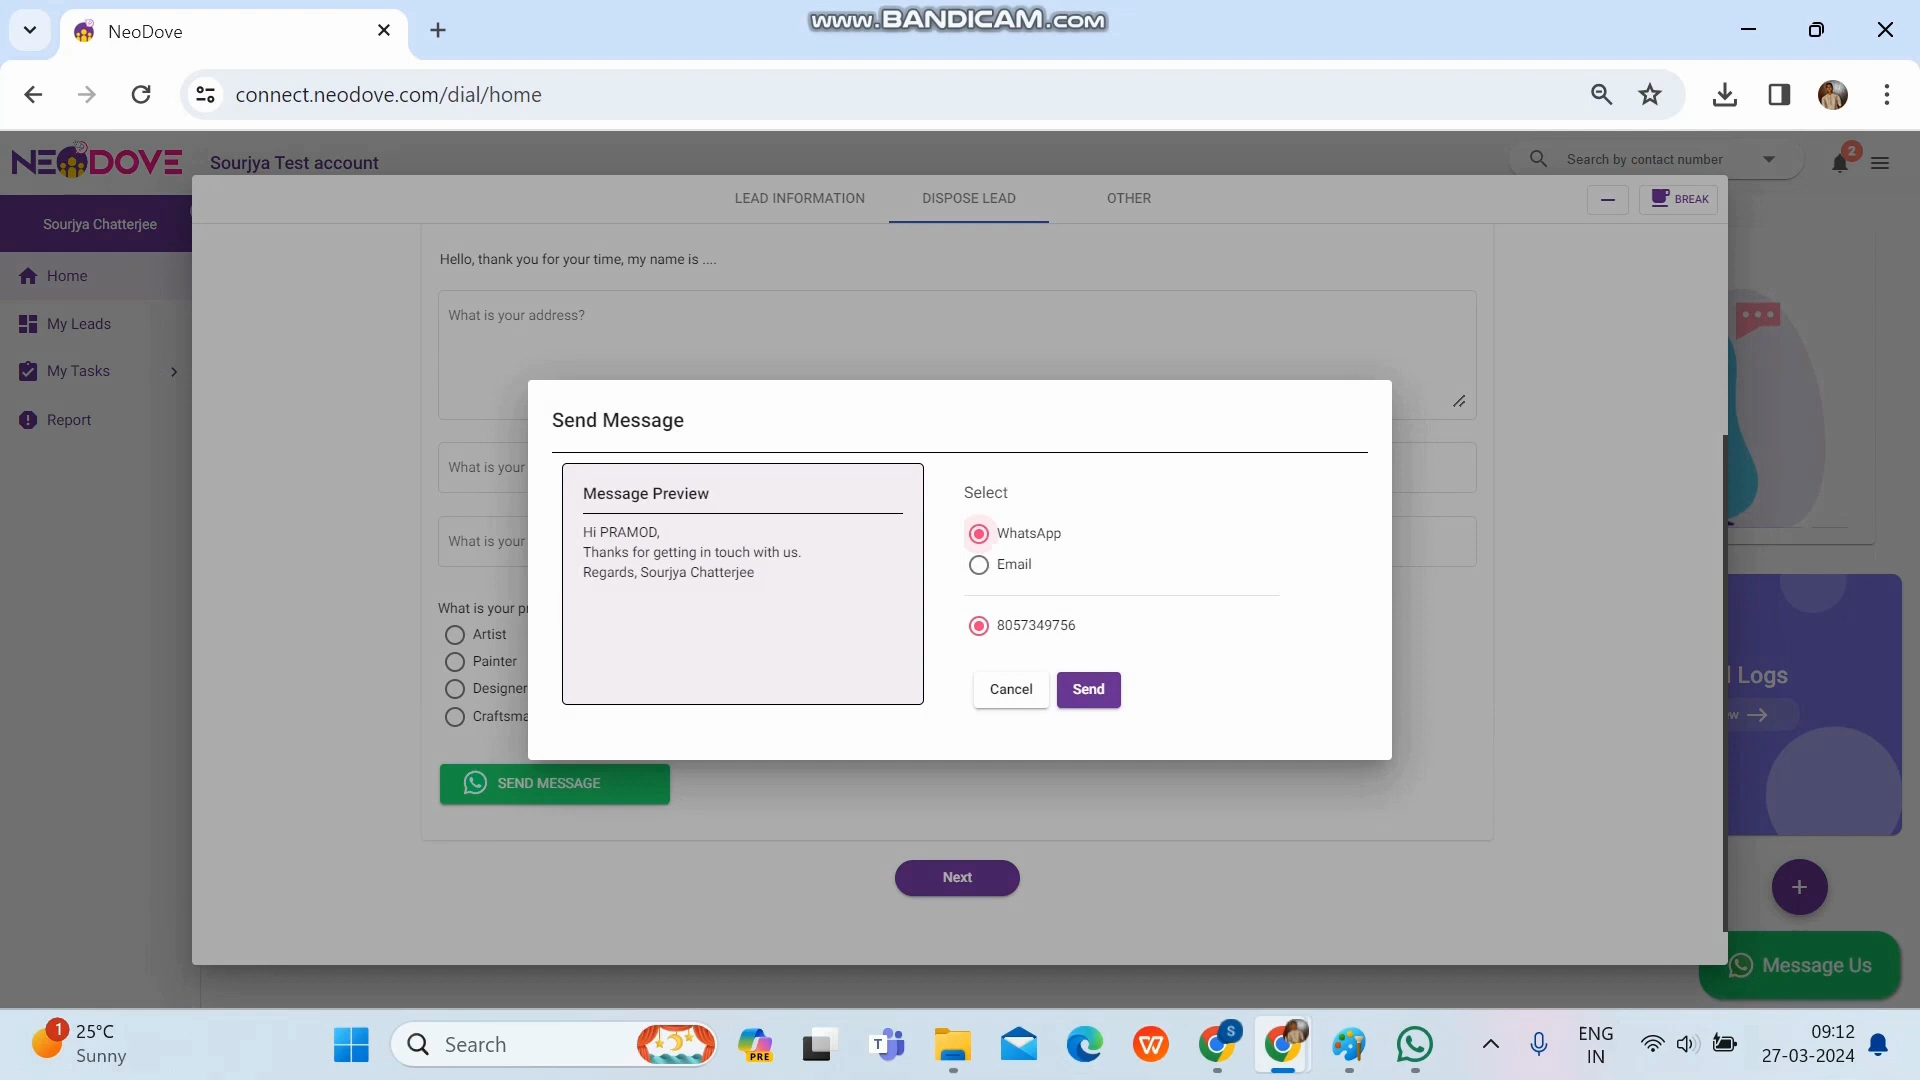 NeoDove
www.BANDICAM.com
connect.neodove.com/dial/home
NEODOVE
Sourjya Test account
Search by contact number
2
Sourjya Chatterjee
LEAD INFORMATION
DISPOSE LEAD
OTHER
BREAK
Home
My Leads
My Tasks
Report
Hello, thank you for your time, my name is ....
What is your address?
What is your
What is your
What is your p
Artist
Painter
Designer
Craftsma
SEND MESSAGE
Next
Send Message
Message Preview
Hi PRAMOD,
Thanks for getting in touch with us.
Regards, Sourjya Chatterjee
Select
WhatsApp
Email
8057349756
Cancel
Send
Logs
Message Us
1
25°C
Sunny
Search
PRE
T
W
S
ENG
IN
09:12
27-03-2024